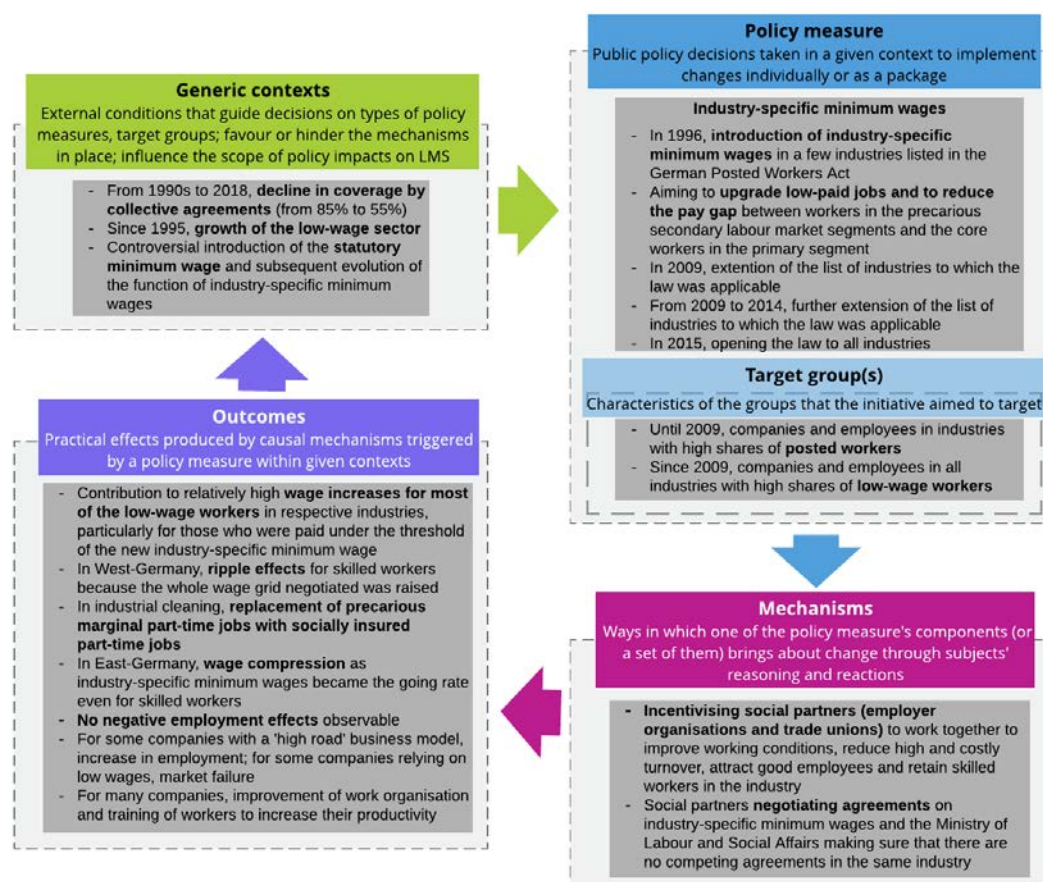 Generic contexts
External conditions that guide decisions on types of policy
measures, target groups; favour or hinder the mechanisms
in place; influence the scope of policy impacts on LMS
- From 1990s to 2018, decline in coverage by
collective agreements (from 85% to 55%)
- Since 1995, growth of the low-wage sector
- Controversial introduction of the statutory
minimum wage and subsequent evolution of
the function of industry-specific minimum
wages
Policy measure
Public policy decisions taken in a given context to implement
changes individually or as a package
Industry-specific minimum wages
- In 1996, introduction of industry-specific
minimum wages in a few industries listed in the
German Posted Workers Act
- Aiming to upgrade low-paid jobs and to reduce
the pay gap between workers in the precarious
secondary labour market segments and the core
workers in the primary segment
- In 2009, extention of the list of industries to which the
law was applicable
- From 2009 to 2014, further extension of the list of
industries to which the law was applicable
- In 2015, opening the law to all industries
Target group(s)
Characteristics of the groups that the initiative aimed to target
- Until 2009, companies and employees in industries
with high shares of posted workers
- Since 2009, companies and employees in all
industries with high shares of low-wage workers
Mechanisms
Ways in which one of the policy measure's components (or
a set of them) brings about change through subjects'
reasoning and reactions
- Incentivising social partners (employer
organisations and trade unions) to work together to
improve working conditions, reduce high and costly
turnover, attract good employees and retain skilled
workers in the industry
- Social partners negotiating agreements on
industry-specific minimum wages and the Ministry of
Labour and Social Affairs making sure that there are
no competing agreements in the same industry
Outcomes
Practical effects produced by causal mechanisms triggered
by a policy measure within given contexts
- Contribution to relatively high wage increases for most
of the low-wage workers in respective industries,
particularly for those who were paid under the threshold
of the new industry-specific minimum wage
- In West-Germany, ripple effects for skilled workers
because the whole wage grid negotiated was raised
- In industrial cleaning, replacement of precarious
marginal part-time jobs with socially insured
part-time jobs
- In East-Germany, wage compression as
industry-specific minimum wages became the going rate
even for skilled workers
- No negative employment effects observable
- For some companies with a 'high road' business model,
increase in employment; for some companies relying on
low wages, market failure
- For many companies, improvement of work organisation
and training of workers to increase their productivity